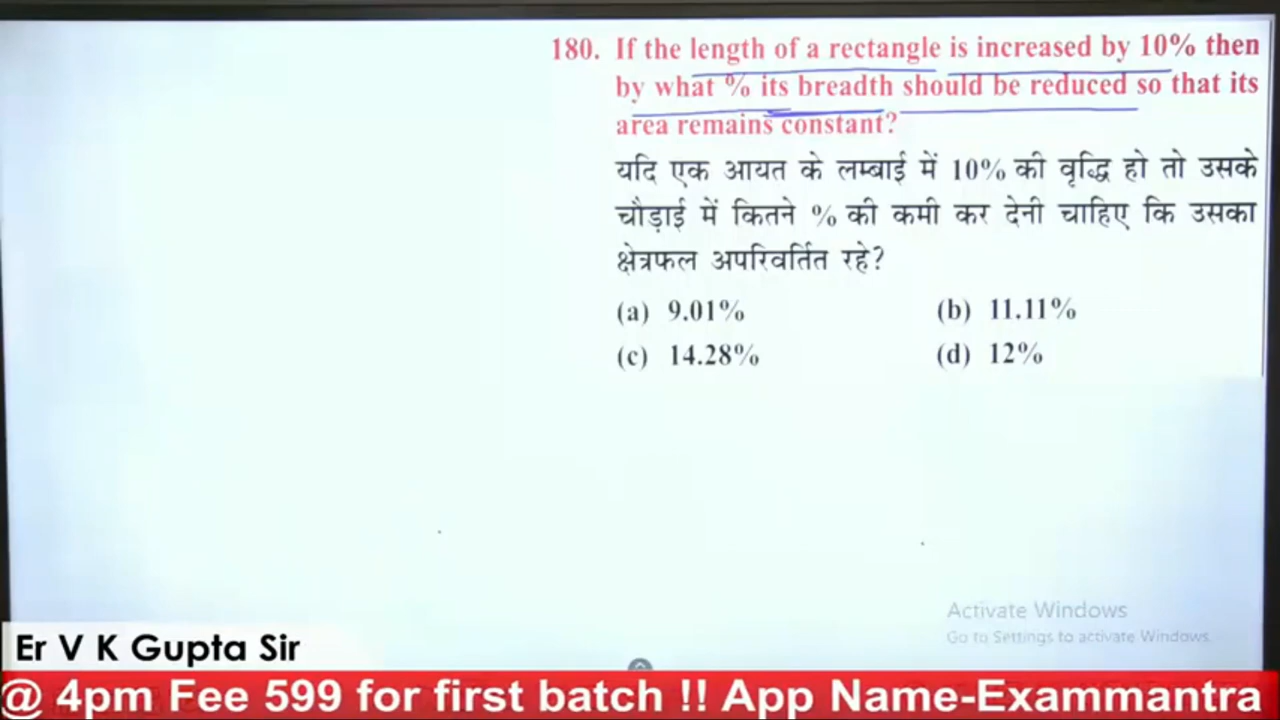 180. If the length of a rectangle is increased by 10% then
by what % its breadth should be reduced so that its
area remains constant?
यदि एक आयत के लम्बाई में 10% की वृद्धि हो तो उसके
चौड़ाई में कितने % की कमी कर देनी चाहिए कि उसका
क्षेत्रफल अपरिवर्तित रहे?
(a) 9.01% (b) 11.11%
(c) 14.28% (d) 12%
Activate Windows
Go to Settings to activate Windows.
Er V K Gupta Sir
@ 4pm Fee 599 for first batch !! App Name-Exammantra